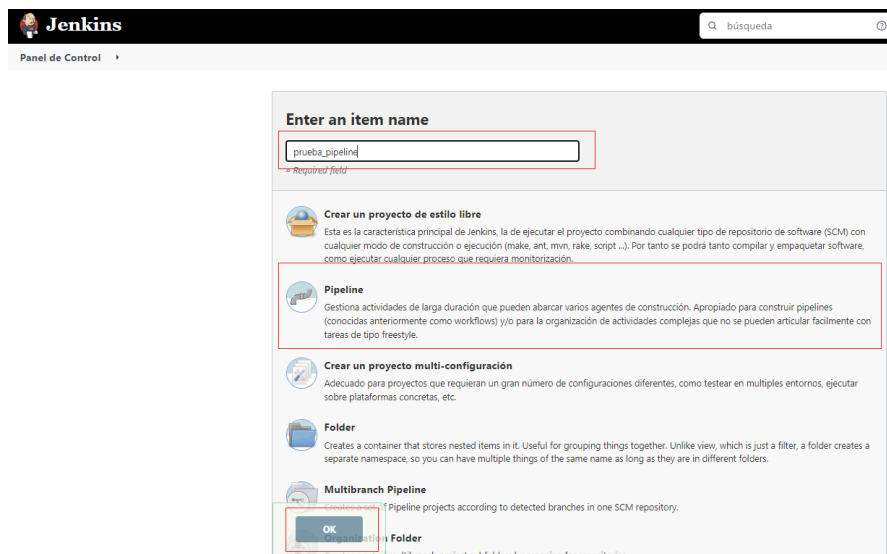 Jenkins
búsqueda
Panel de Control
Enter an item name
prueba_pipeline
» Required field
Crear un proyecto de estilo libre
Esta es la característica principal de Jenkins, la de ejecutar el proyecto combinando cualquier tipo de repositorio de software (SCM) con
cualquier modo de construcción o ejecución (make, ant, mvn, rake, script ...). Por tanto se podrá tanto compilar y empaquetar software,
como ejecutar cualquier proceso que requiera monitorización.
Pipeline
Gestiona actividades de larga duración que pueden abarcar varios agentes de construcción. Apropiado para construir pipelines
(conocidas anteriormente como workflows) y/o para la organización de actividades complejas que no se pueden articular facilmente con
tareas de tipo freestyle.
Crear un proyecto multi-configuración
Adecuado para proyectos que requieran un gran número de configuraciones diferentes, como testear en multiples entornos, ejecutar
sobre plataformas concretas, etc.
Folder
Creates a container that stores nested items in it. Useful for grouping things together. Unlike view, which is just a filter, a folder creates a
separate namespace, so you can have multiple things of the same name as long as they are in different folders.
Multibranch Pipeline
Creates a set of Pipeline projects according to detected branches in one SCM repository.
OK
Organization Folder